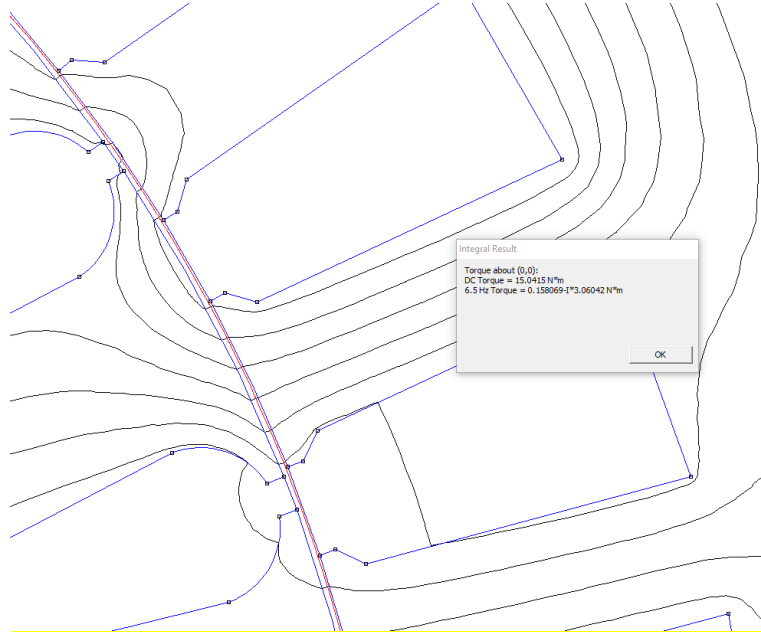 Integral Result
Torque about (0,0):
DC Torque = 15.0415 N*m
6.5 Hz Torque = 0.158069-I*3.06042 N*m
OK